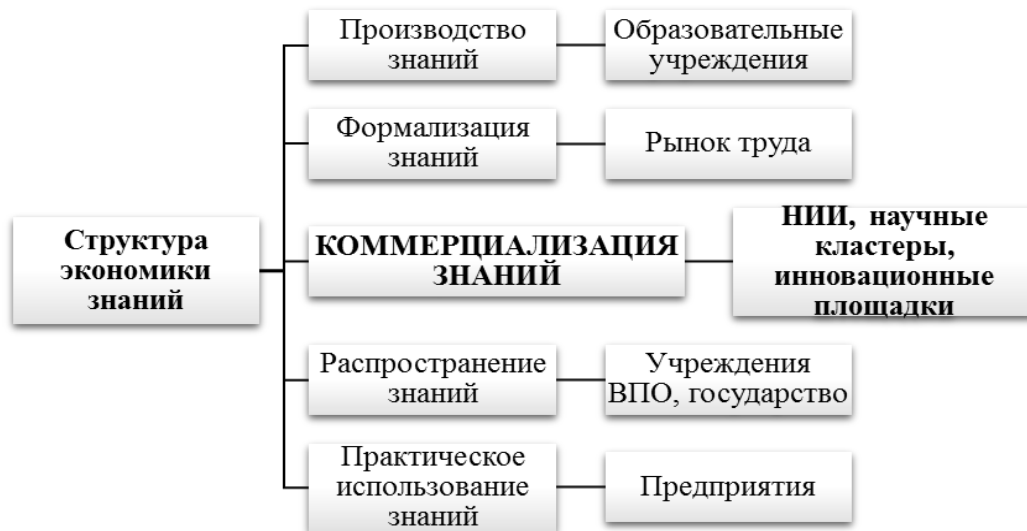 Производство
знаний
Образовательные
учреждения
Формализация
знаний
Рынок труда
Структура
экономики
знаний
КОММЕРЦИАЛИЗАЦИЯ
ЗНАНИЙ
НИИ, научные
кластеры,
инновационные
площадки
Распространение
знаний
Учреждения
ВПО, государство
Практическое
использование
знаний
Предприятия